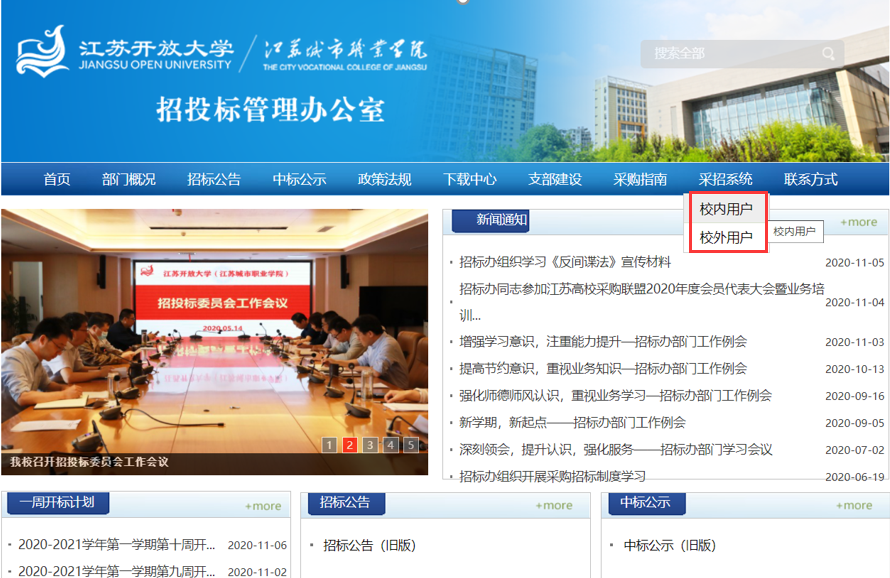 江苏开放大学
JIANGSU OPEN UNIVERSITY
江苏城市职业学院
THE CITY VOCATIONAL COLLEGE OF JIANGSU
搜索全部
招投标管理办公室
首页 部门概况 招标公告 中标公示 政策法规 下载中心 支部建设 采购指南 采招系统 联系方式
校内用户
校外用户
校内用户
江苏开放大学（江苏城市职业学院）
招投标委员会工作会议
2020.05.14
1 2 3 4 5
我校召开招投标委员会工作会议
新闻通知 +more
招标办组织学习《反间谍法》宣传材料 2020-11-05
招标办同志参加江苏高校采购联盟2020年度会员代表大会暨业务培
训... 2020-11-04
增强学习意识，注重能力提升—招标办部门工作例会 2020-11-03
提高节约意识，重视业务知识—招标办部门工作例会 2020-10-13
强化师德师风认识，重视业务学习—招标办部门工作例会 2020-09-16
新学期，新起点——招标办部门工作例会 2020-09-05
深刻领会，提升认识，强化服务——招标办部门学习会议 2020-07-02
招标办组织开展采购招标制度学习 2020-06-19
一周开标计划 +more
2020-2021学年第一学期第十周开... 2020-11-06
2020-2021学年第一学期第九周开... 2020-11-02
招标公告 +more
招标公告（旧版）
中标公示 +more
中标公示（旧版）